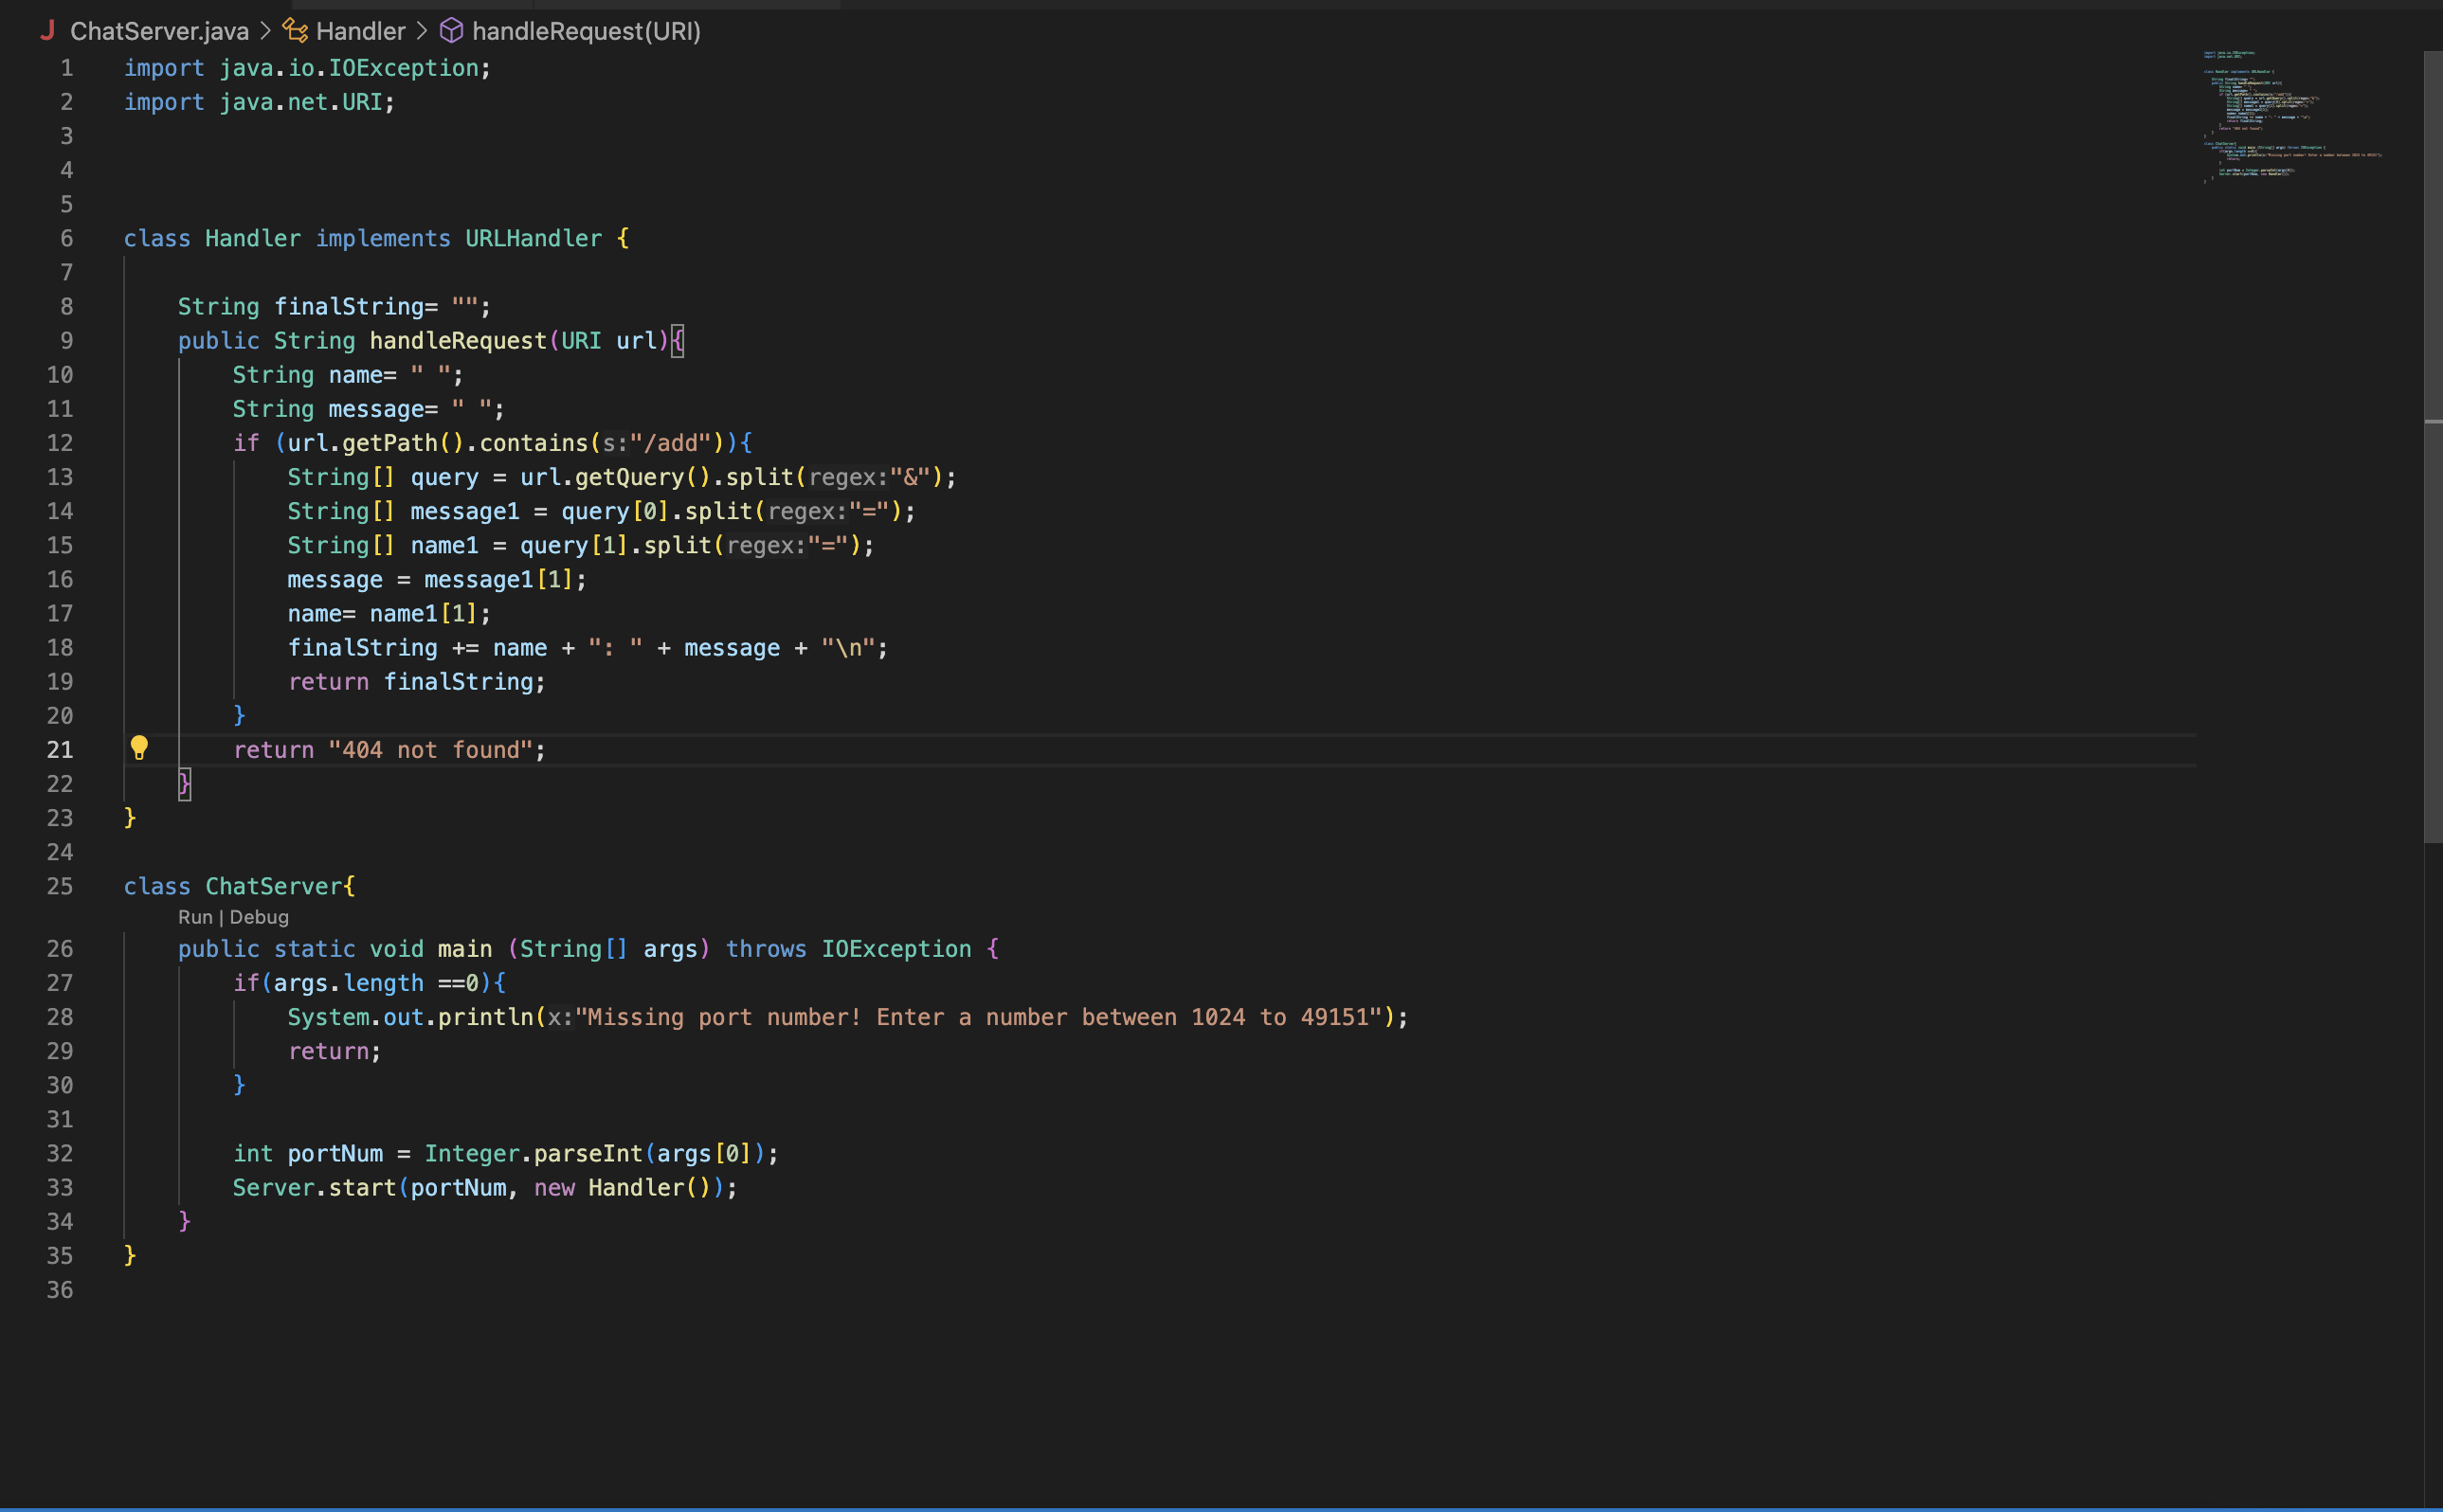 ChatServer.java > Handler > handleRequest(URI)
1 import java.io.IOException;
2 import java.net.URI;
3
4
5
6 class Handler implements URLHandler {
7
8 String finalString= "";
9 public String handleRequest(URI url){
10 String name= " ";
11 String message= " ";
12 if (url.getPath().contains(s:"/add")){
13 String[] query = url.getQuery().split(regex:"&");
14 String[] message1 = query[0].split(regex:"=");
15 String[] name1 = query[1].split(regex:"=");
16 message = message1[1];
17 name= name1[1];
18 finalString += name + ": " + message + "\n";
19 return finalString;
20 }
21 return "404 not found";
22 }
23 }
24
25 class ChatServer{
Run | Debug
26 public static void main (String[] args) throws IOException {
27 if(args.length ==0){
28 System.out.println(x:"Missing port number! Enter a number between 1024 to 49151");
29 return;
30 }
31
32 int portNum = Integer.parseInt(args[0]);
33 Server.start(portNum, new Handler());
34 }
35 }
36